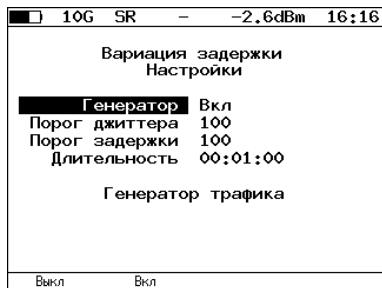 10G SR – -2.6dBm 16:16
Вариация задержки
Настройки
Генератор Вкл
Порог джиттера 100
Порог задержки 100
Длительность 00:01:00
Генератор трафика
Выкл Вкл